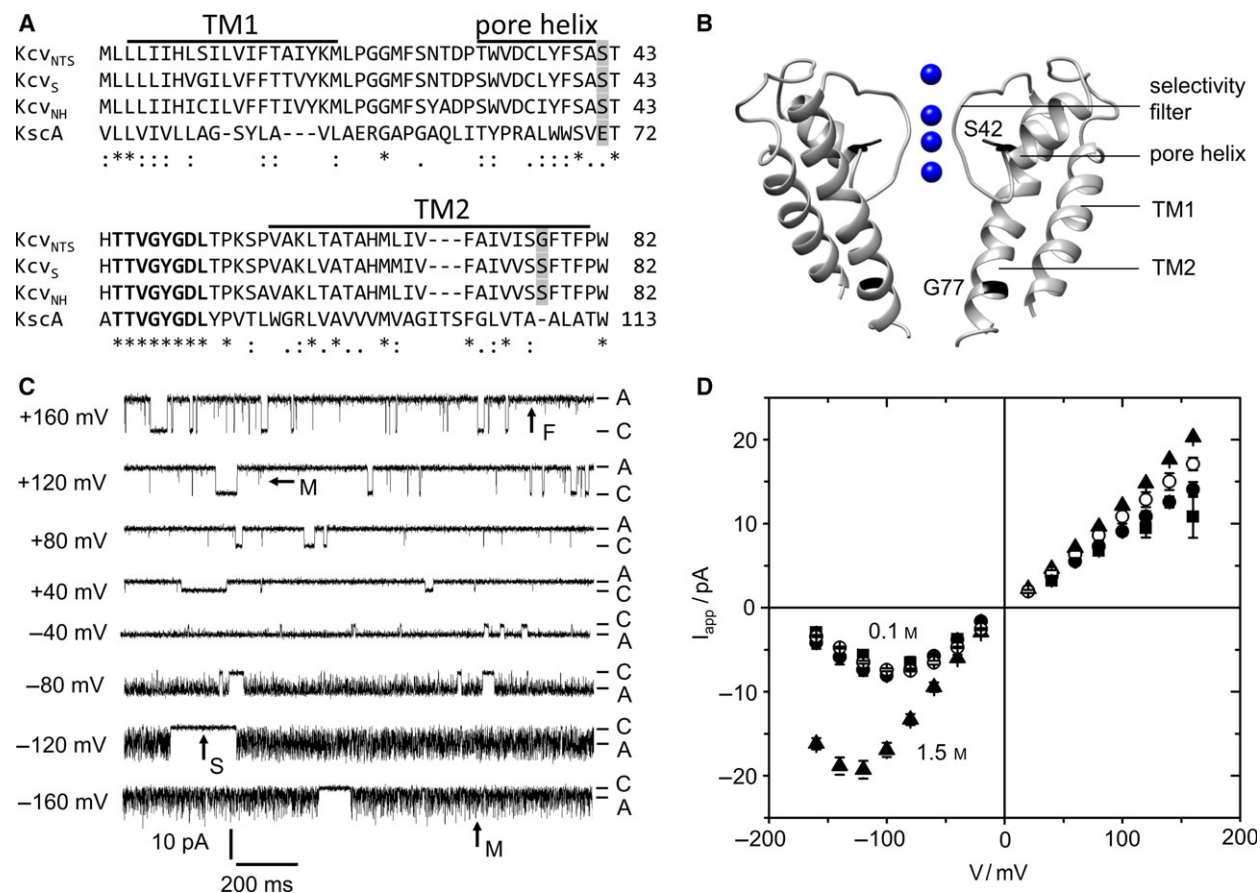 A
TM1 pore helix
Kcv_NTS MLLLLIIHLSILVIFTAIYKMLPGGMFSNTDPTWVDCLYFSAST 43
Kcv_S MLLLIIHVGILVFFTTVYKMLPGGMFSNTDPSWVDCIYFSAST 43
Kcv_NH MLLLIIHICILVFFTIVYKMLPGGMFSYADPSWVDCIYFSAST 43
KscA VLLVIVLLAG-SYLA---VLAERGAPGAQLITYPRALWWSVET 72
:**::: :: : * . :: ::*..*
TM2
Kcv_NTS HTTVGYGDLTPKSPVAKLTATAHMLIV---FAIVISGFTFPW 82
Kcv_S HTTVGYGDLTPKSPVAKLVATAHMMIV---FAIVVSSFTFPW 82
Kcv_NH HTTVGYGDLTPKSAVAKLTATAHMLIV---FAIVVSSFTFPW 82
KscA ATTVGYGDLYPVTLWGRLVAVVVMVAGITSFGLVTA-ALATW 113
******** * : .:*.*.. : *.:*: . *
B
selectivity
filter
S42
pore helix
TM1
TM2
G77
C
+160 mV A
C
F
+120 mV A
C
M
+80 mV A
C
+40 mV A
C
–40 mV C
A
–80 mV C
A
–120 mV C
A
S
–160 mV C
A
M
10 pA
200 ms
D
I_app / pA
20
10
0
–10
–20
0.1 M
1.5 M
–200 –100 0 100 200
V / mV